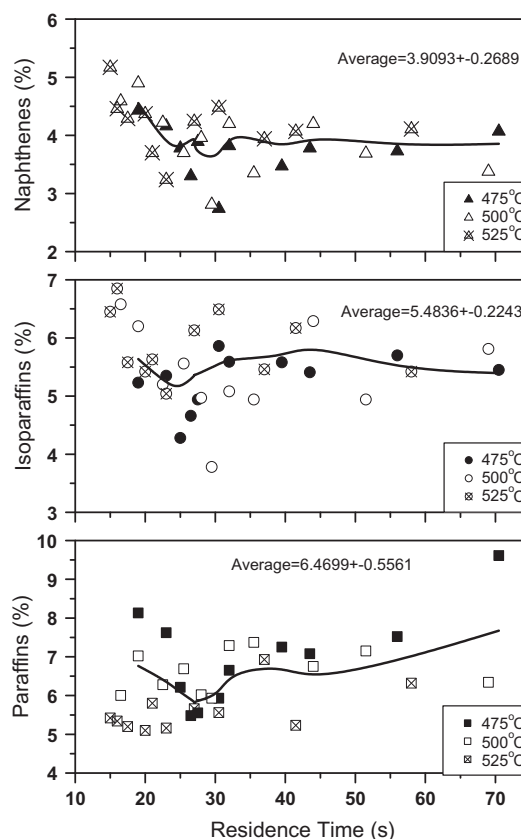 6
Average=3.9093+-0.2689
5
Naphthenes (%)
4
3
475°C
500°C
525°C
2
7
Average=5.4836+-0.2243
6
Isoparaffins (%)
5
4
475°C
500°C
525°C
3
10
Average=6.4699+-0.5561
9
8
Paraffins (%)
7
6
5
475°C
500°C
525°C
4
10 20 30 40 50 60 70
Residence Time (s)